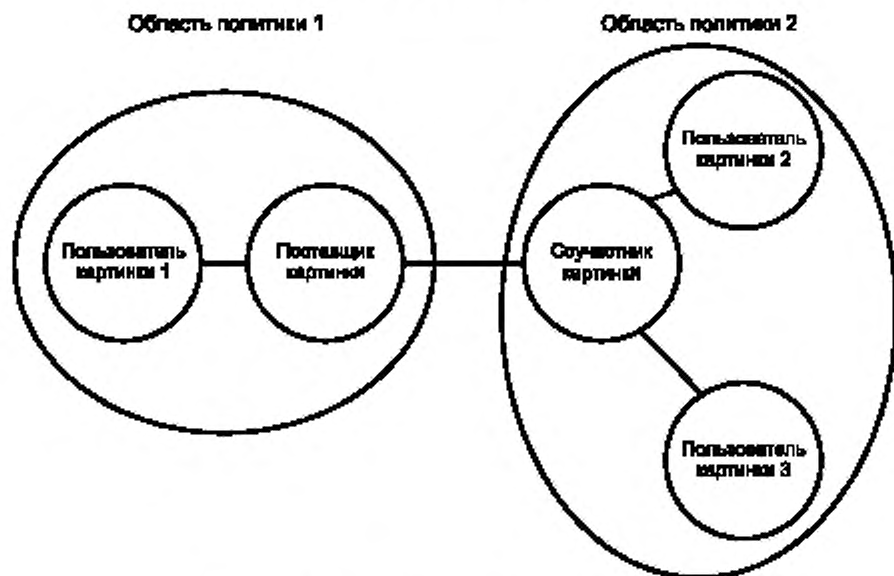 Область политики 1
Область политики 2
Пользователь
картинки 1
Поставщик
картинки
Соучастник
картинки
Пользователь
картинки 2
Пользователь
картинки 3